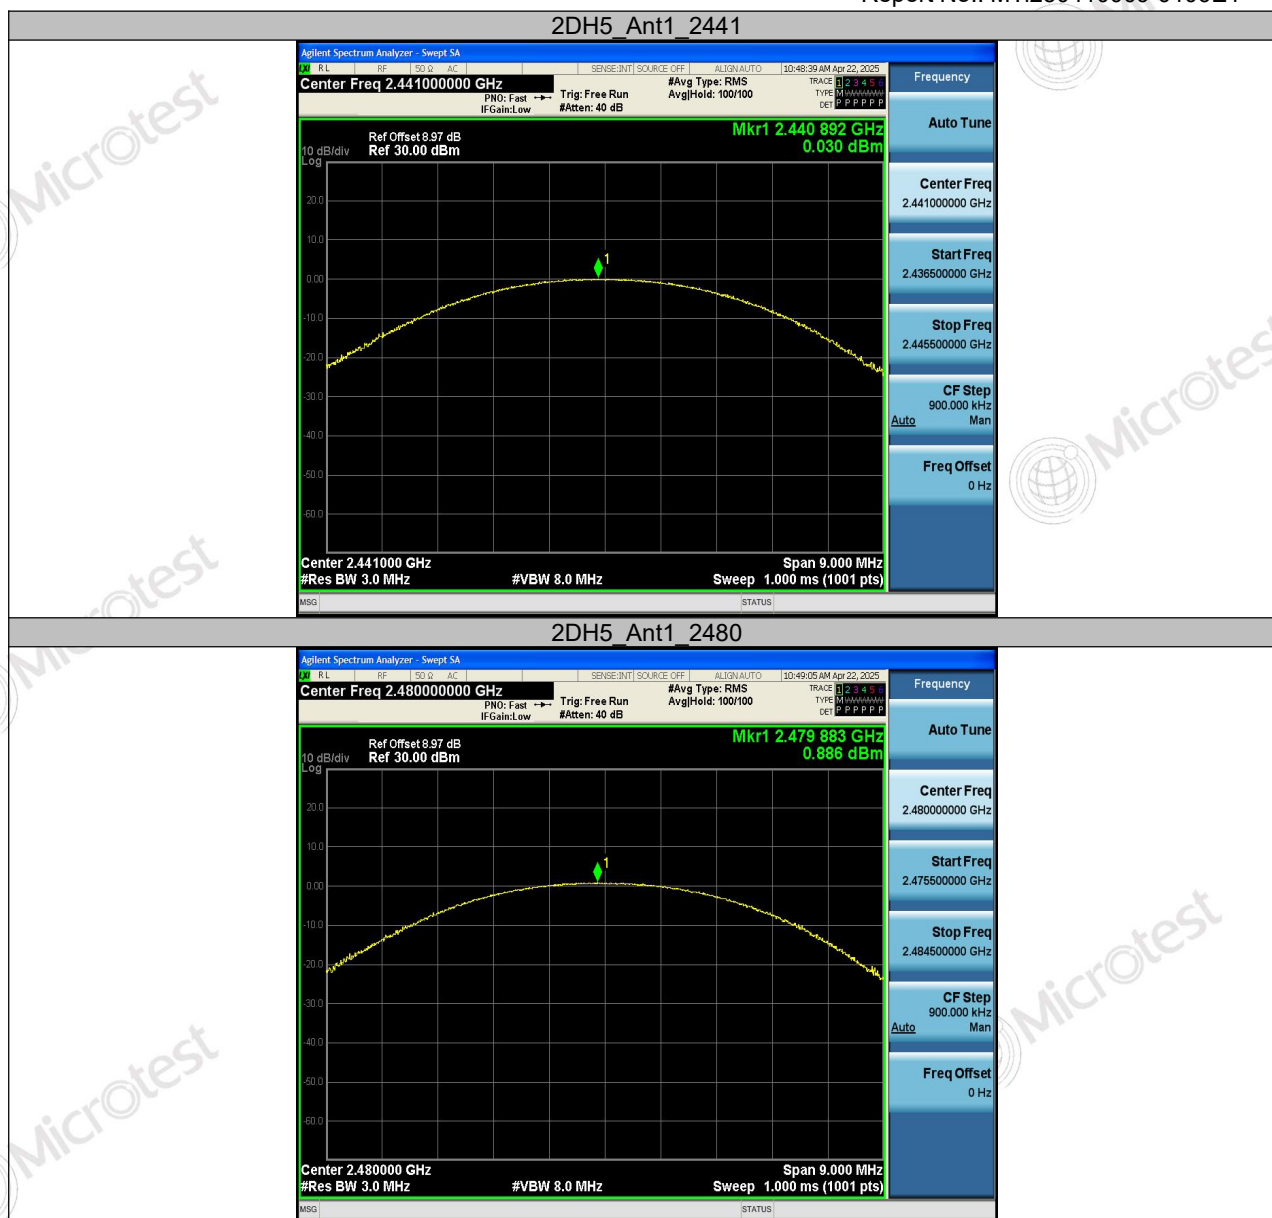 2DH5_Ant1_2441
Agilent Spectrum Analyzer - Swept SA
RL RF 50 Ω AC SENSE:INT SOURCE OFF ALIGN AUTO 10:48:39 AM Apr 22, 2025
Center Freq 2.441000000 GHz
#Avg Type: RMS
TRACE 1 2 3 4 5 6
PNO: Fast
Trig: Free Run
Avg|Hold: 100/100
TYPE M
IFGain:Low
#Atten: 40 dB
DET P P P P P P
Mkr1 2.440 892 GHz
Ref Offset 8.97 dB
0.030 dBm
10 dB/div
Ref 30.00 dBm
Log
20.0
10.0
0.00
-10.0
-20.0
-30.0
-40.0
-50.0
-60.0
1
Center 2.441000 GHz
Span 9.000 MHz
#Res BW 3.0 MHz
#VBW 8.0 MHz
Sweep 1.000 ms (1001 pts)
MSG
STATUS
Frequency
Auto Tune
Center Freq
2.441000000 GHz
Start Freq
2.436500000 GHz
Stop Freq
2.445500000 GHz
CF Step
900.000 kHz
Auto Man
Freq Offset
0 Hz
2DH5_Ant1_2480
Agilent Spectrum Analyzer - Swept SA
RL RF 50 Ω AC SENSE:INT SOURCE OFF ALIGN AUTO 10:49:05 AM Apr 22, 2025
Center Freq 2.480000000 GHz
#Avg Type: RMS
TRACE 1 2 3 4 5 6
PNO: Fast
Trig: Free Run
Avg|Hold: 100/100
TYPE M
IFGain:Low
#Atten: 40 dB
DET P P P P P P
Mkr1 2.479 883 GHz
Ref Offset 8.97 dB
0.886 dBm
10 dB/div
Ref 30.00 dBm
Log
20.0
10.0
0.00
-10.0
-20.0
-30.0
-40.0
-50.0
-60.0
1
Center 2.480000 GHz
Span 9.000 MHz
#Res BW 3.0 MHz
#VBW 8.0 MHz
Sweep 1.000 ms (1001 pts)
MSG
STATUS
Frequency
Auto Tune
Center Freq
2.480000000 GHz
Start Freq
2.475500000 GHz
Stop Freq
2.484500000 GHz
CF Step
900.000 kHz
Auto Man
Freq Offset
0 Hz
Microtest
Microtest
Microtest
Microtest
Microtest